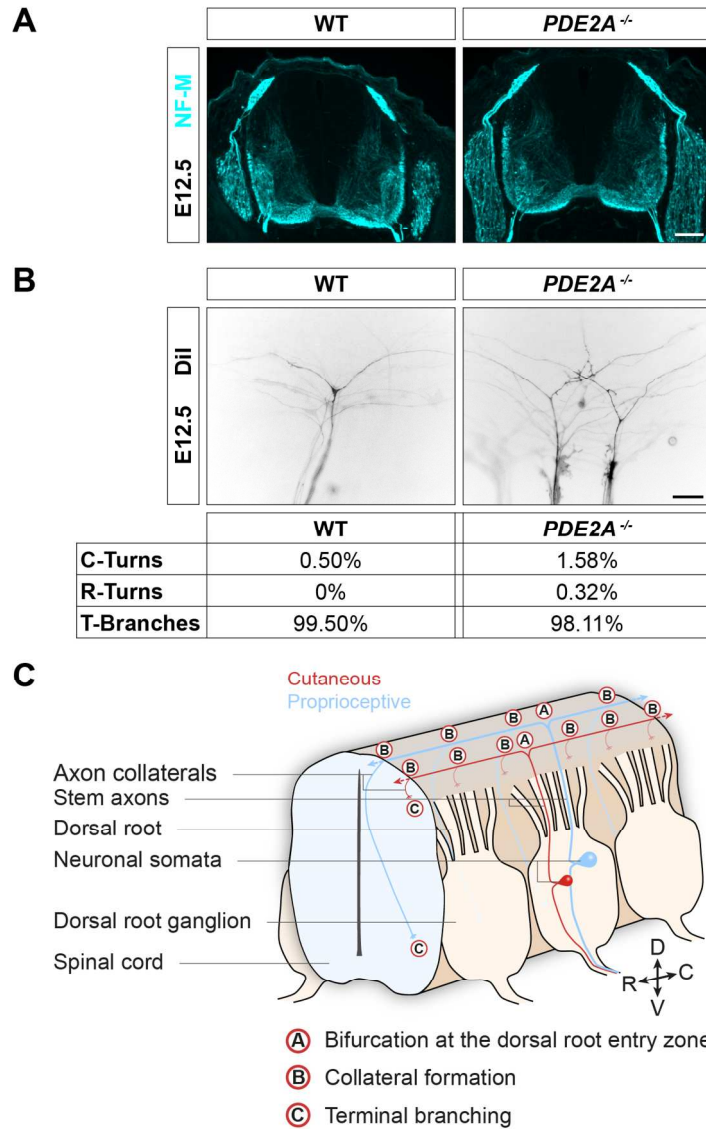 A
WT
PDE2A -/-
E12.5 NF-M
B
WT
PDE2A -/-
E12.5 DiI
WT
PDE2A -/-
C-Turns 0.50% 1.58%
R-Turns 0% 0.32%
T-Branches 99.50% 98.11%
C
Cutaneous
Proprioceptive
B
B A B
B B B
B B B A
B
Axon collaterals
Stem axons
C
Dorsal root
Neuronal somata
Dorsal root ganglion
C
Spinal cord
D
R C
V
A Bifurcation at the dorsal root entry zone
B Collateral formation
C Terminal branching